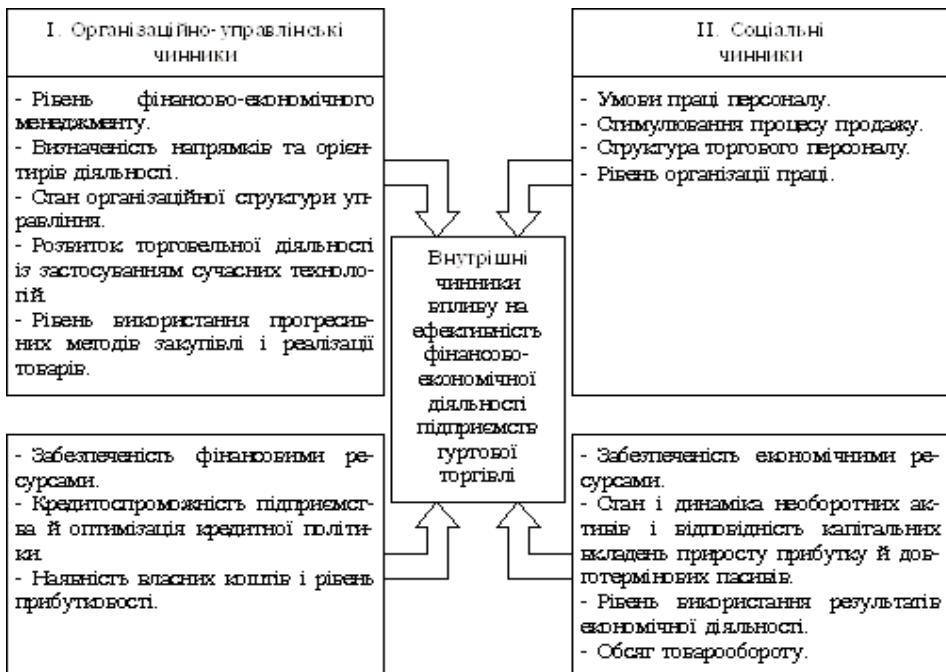 І. Організаційно-управлінські
чинники
- Рівень фінансово-економічного
менеджменту.
- Визначеність напрямків та орієн-
тирів діяльності.
- Стан організаційної структури уп-
равління.
- Розвиток торговельної діяльності
із застосуванням сучасних техноло-
гій.
- Рівень використання прогресив-
них методів закупівлі і реалізації
товарів.
ІІ. Соціальні
чинники
- Умови праці персоналу.
- Стимулювання процесу продажу.
- Структура торгового персоналу.
- Рівень організації праці.
Внутрішні
чинники
впливу на
ефективність
фінансово-
економічної
діяльності
підприємств
гуртової
торгівлі
- Забезпеченість фінансовими ре-
сурсами.
- Кредитоспроможність підприємст-
ва й оптимізація кредитної політи-
ки.
- Наявність власних коштів і рівень
прибутковості.
- Забезпеченість економічними ре-
сурсами.
- Стан і динаміка необоротних ак-
тивів і відповідність капітальних
вкладень приросту прибутку й дов-
готермінових пасивів.
- Рівень використання результатів
економічної діяльності.
- Обсяг товарообороту.